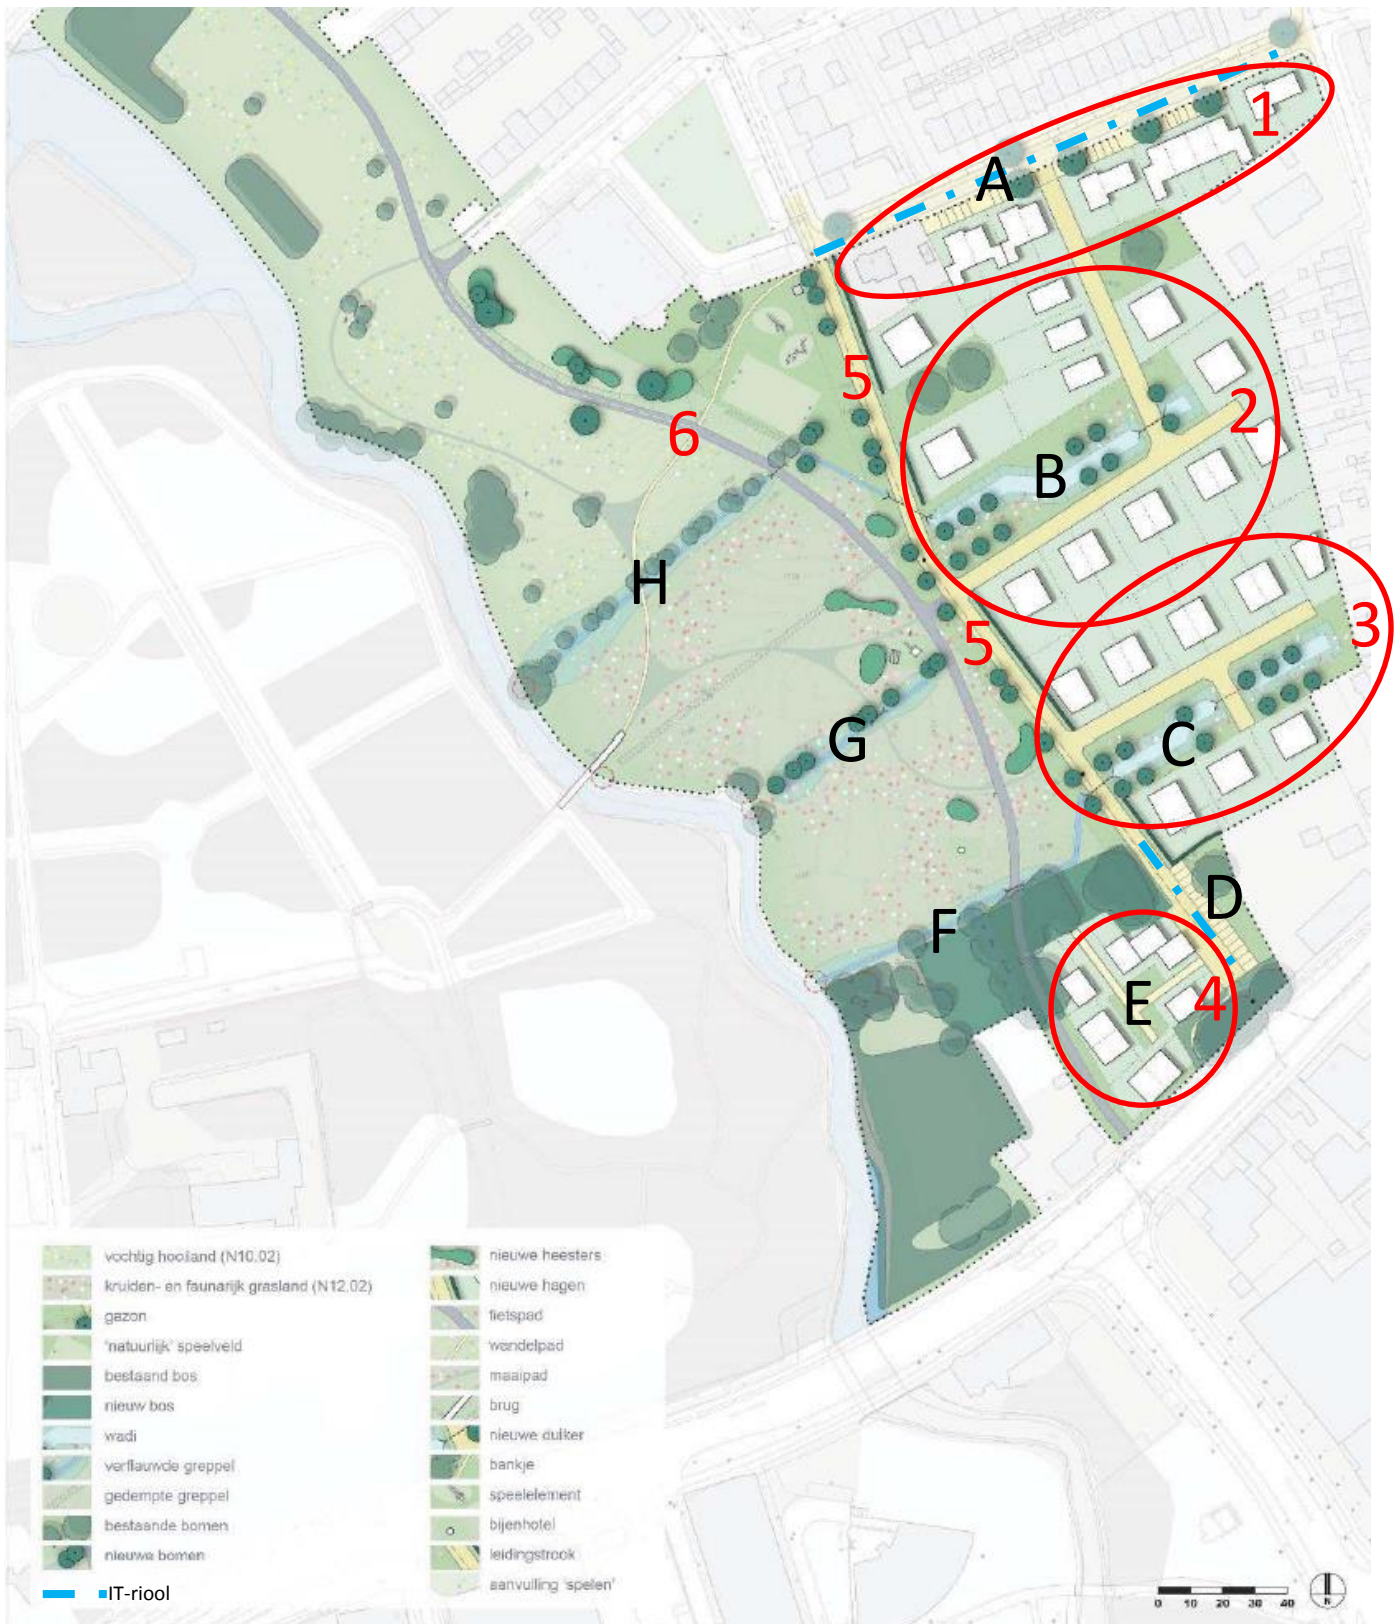 1
A
5
2
6
B
H
5
3
G
C
D
F
E
4
vochtig hooiland (N10.02)
kruiden- en faunarijk grasland (N12.02)
gazon
'natuurlijk' speelveld
bestaand bos
nieuw bos
wadi
verflauwde greppel
gedempte greppel
bestaande bomen
nieuwe bomen
IT-riool
nieuwe heesters
nieuwe hagen
fietspad
wandelpad
maaipad
brug
nieuwe duiker
bankje
speelelement
bijenhotel
leidingstrook
aanvulling 'spelen'
0 10 20 30 40
N